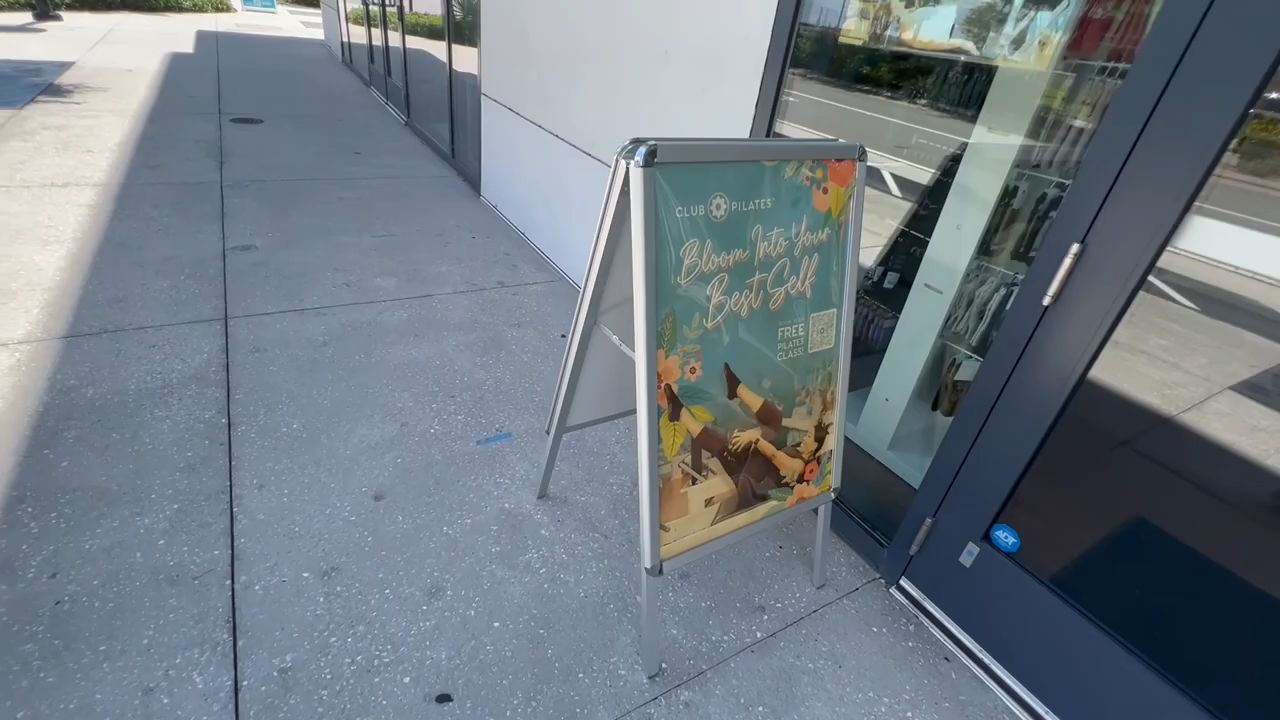 CLUB PILATES
Bloom Into Your
Best Self
FREE
PILATES
CLASS!
ADT